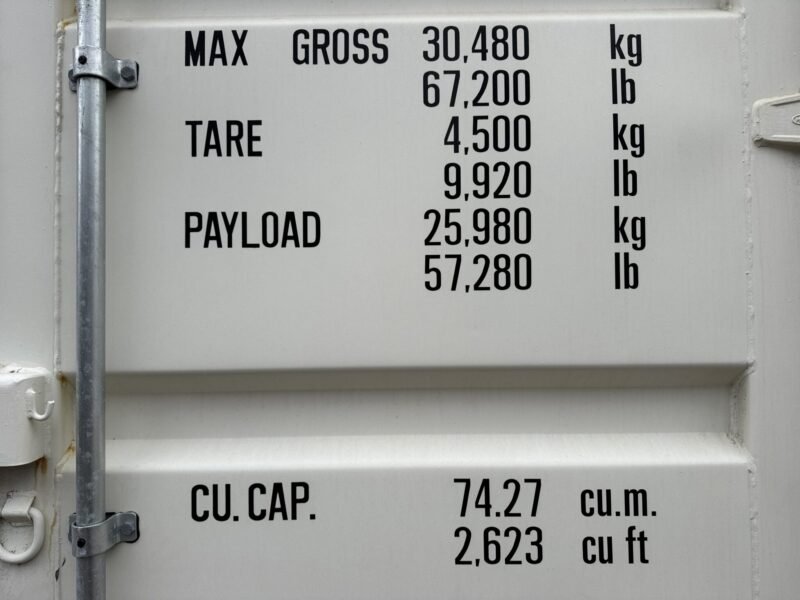 MAX GROSS 30,480 kg
67,200 lb
TARE 4,500 kg
9,920 lb
PAYLOAD 25,980 kg
57,280 lb
CU. CAP. 74.27 cu.m.
2,623 cu ft